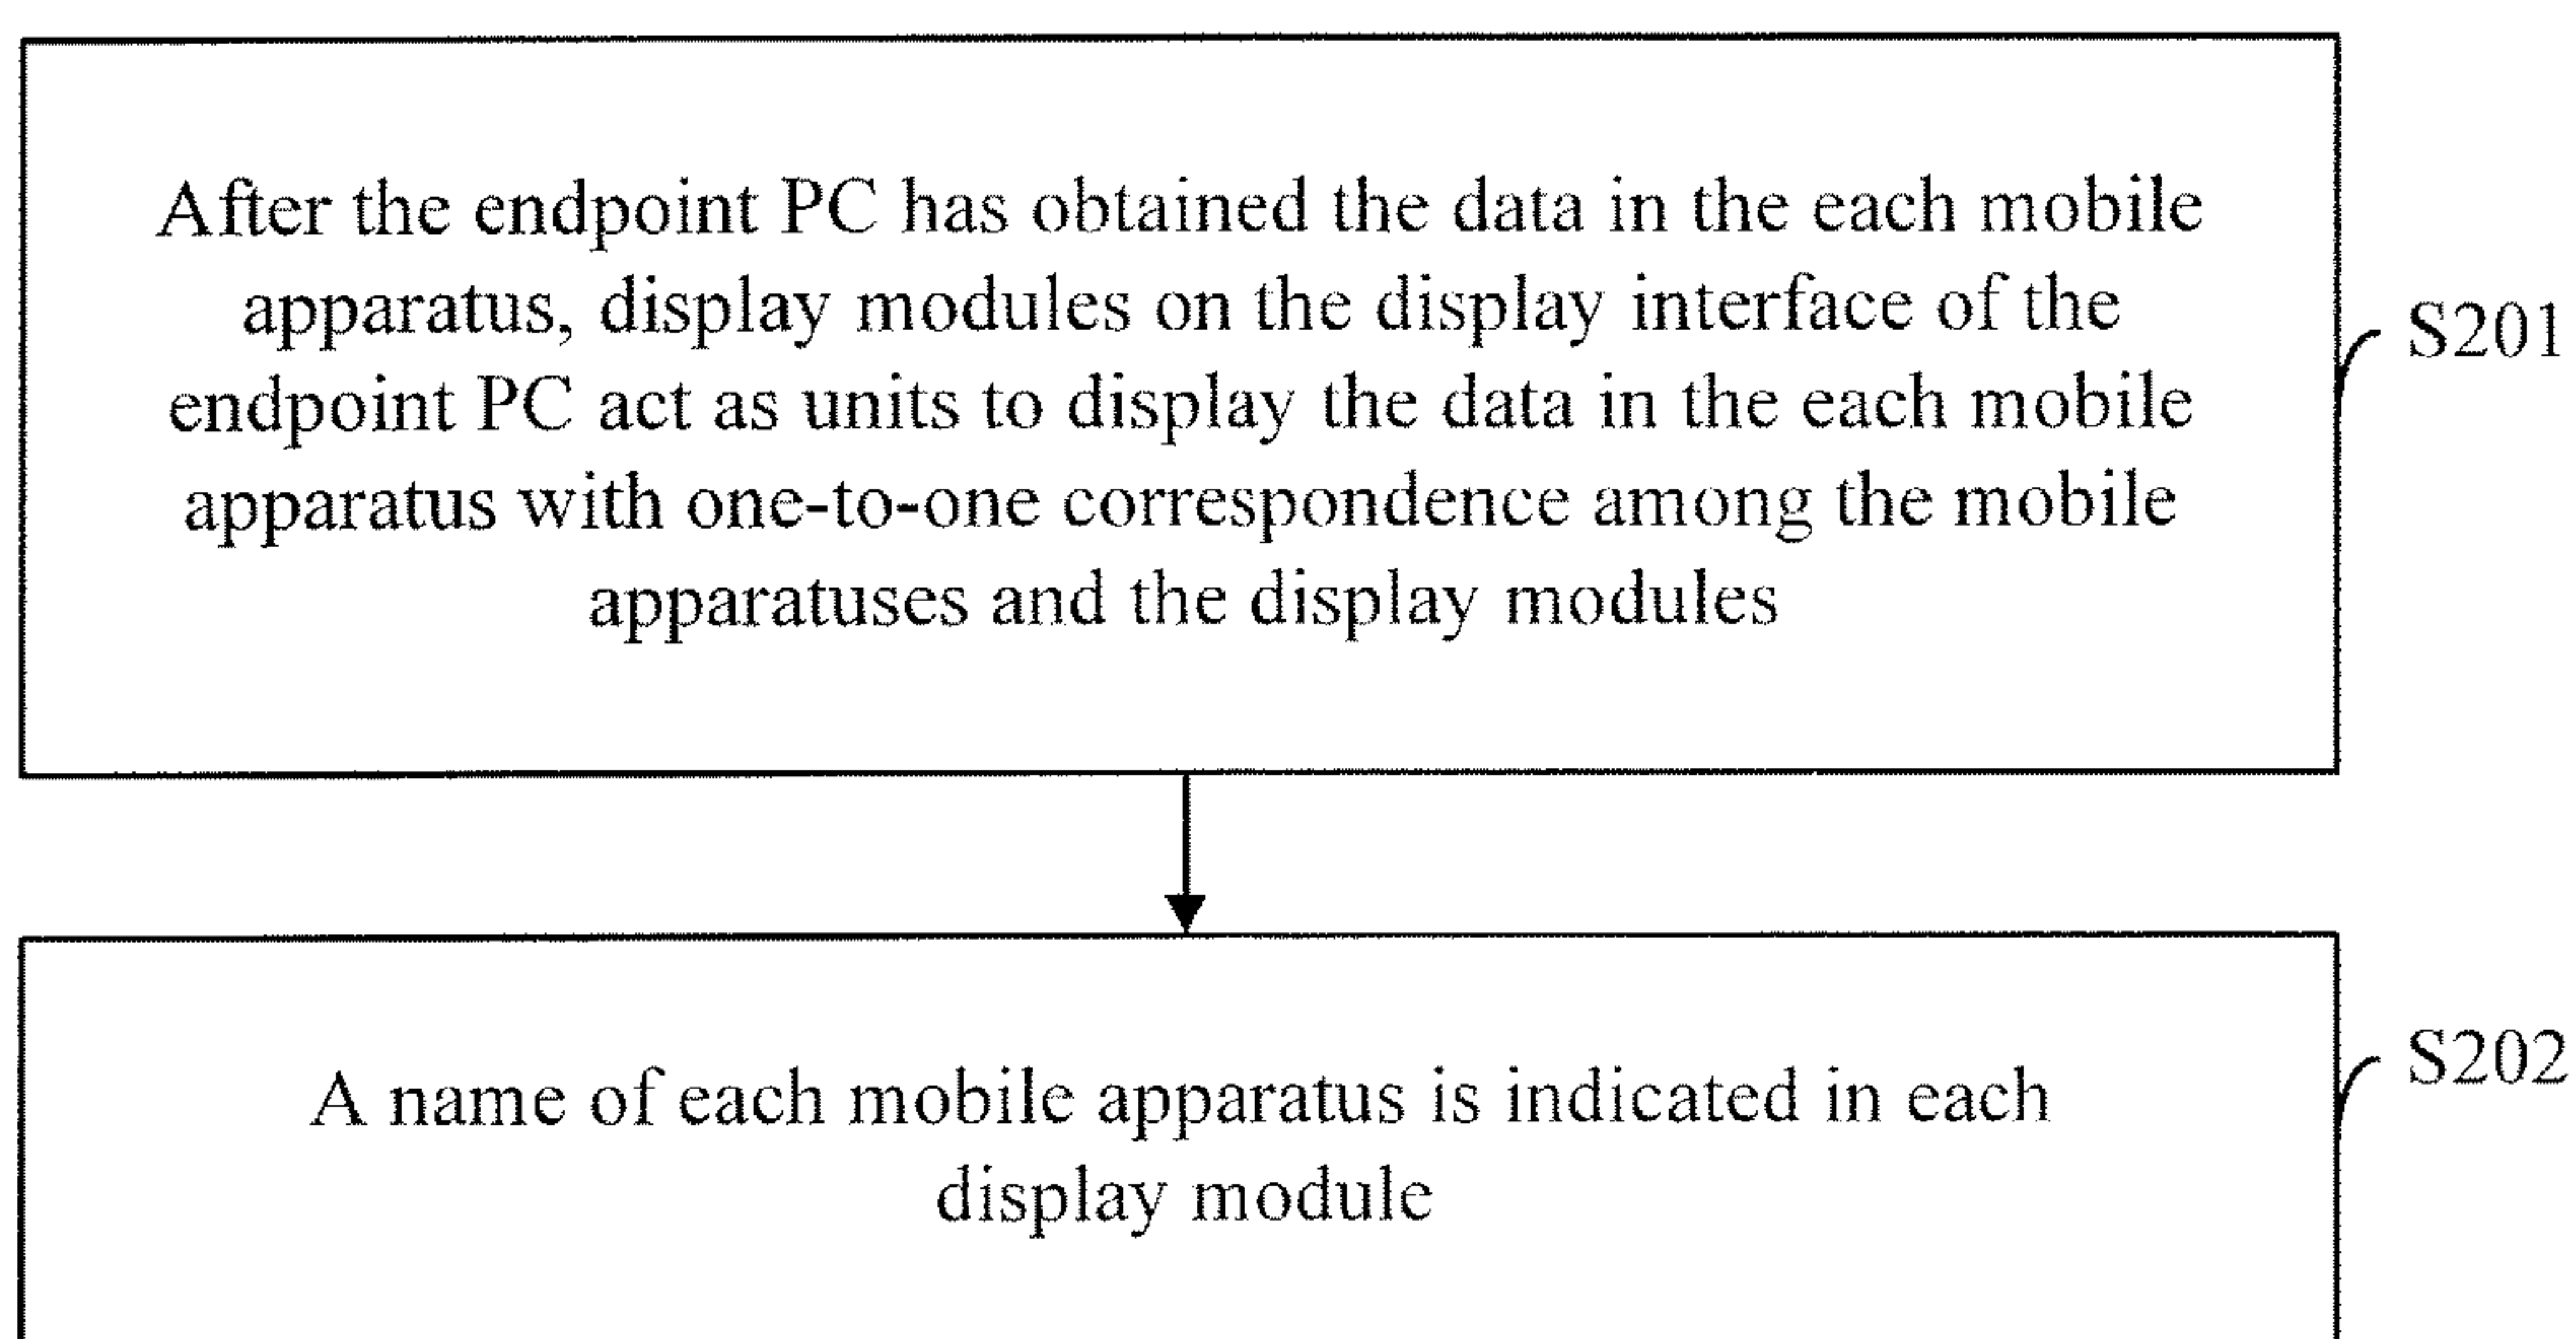 After the endpoint PC has obtained the data in the each mobile
apparatus, display modules on the display interface of the
endpoint PC act as units to display the data in the each mobile
apparatus with one-to-one correspondence among the mobile
apparatuses and the display modules
S201
A name of each mobile apparatus is indicated in each
display module
S202